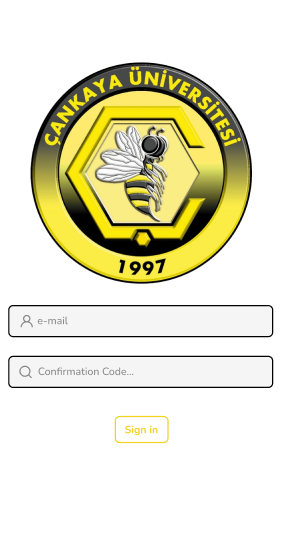 ÇANKAYA ÜNİVERSİTESİ
1997
e-mail
Confirmation Code...
Sign in